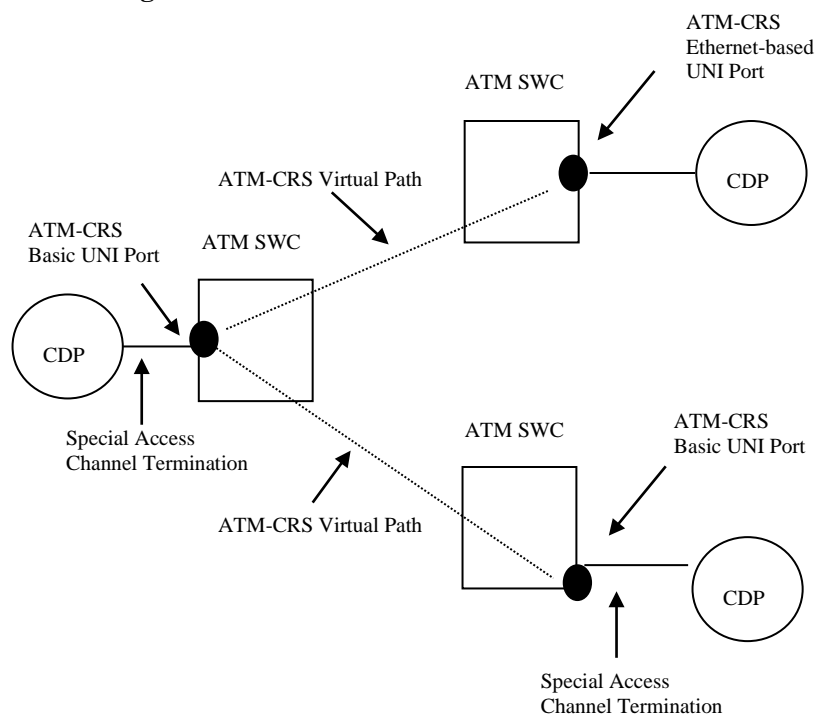 ATM-CRS
Ethernet-based
UNI Port
ATM SWC
CDP
ATM-CRS Virtual Path
ATM-CRS
Basic UNI Port
ATM SWC
CDP
Special Access
Channel Termination
ATM SWC
ATM-CRS
Basic UNI Port
ATM-CRS Virtual Path
CDP
Special Access
Channel Termination